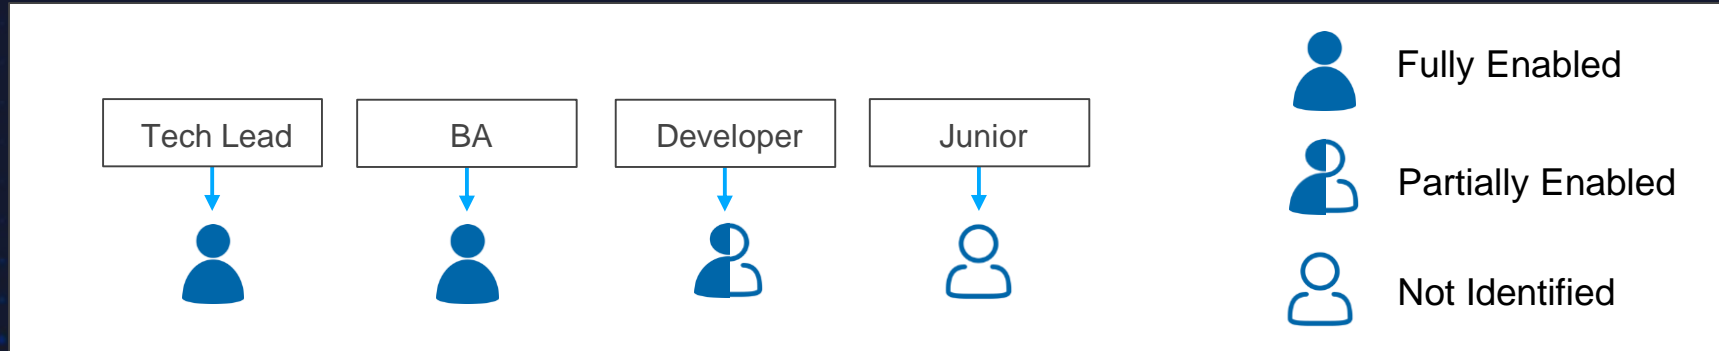 Tech Lead
BA
Developer
Junior
Fully Enabled
Partially Enabled
Not Identified